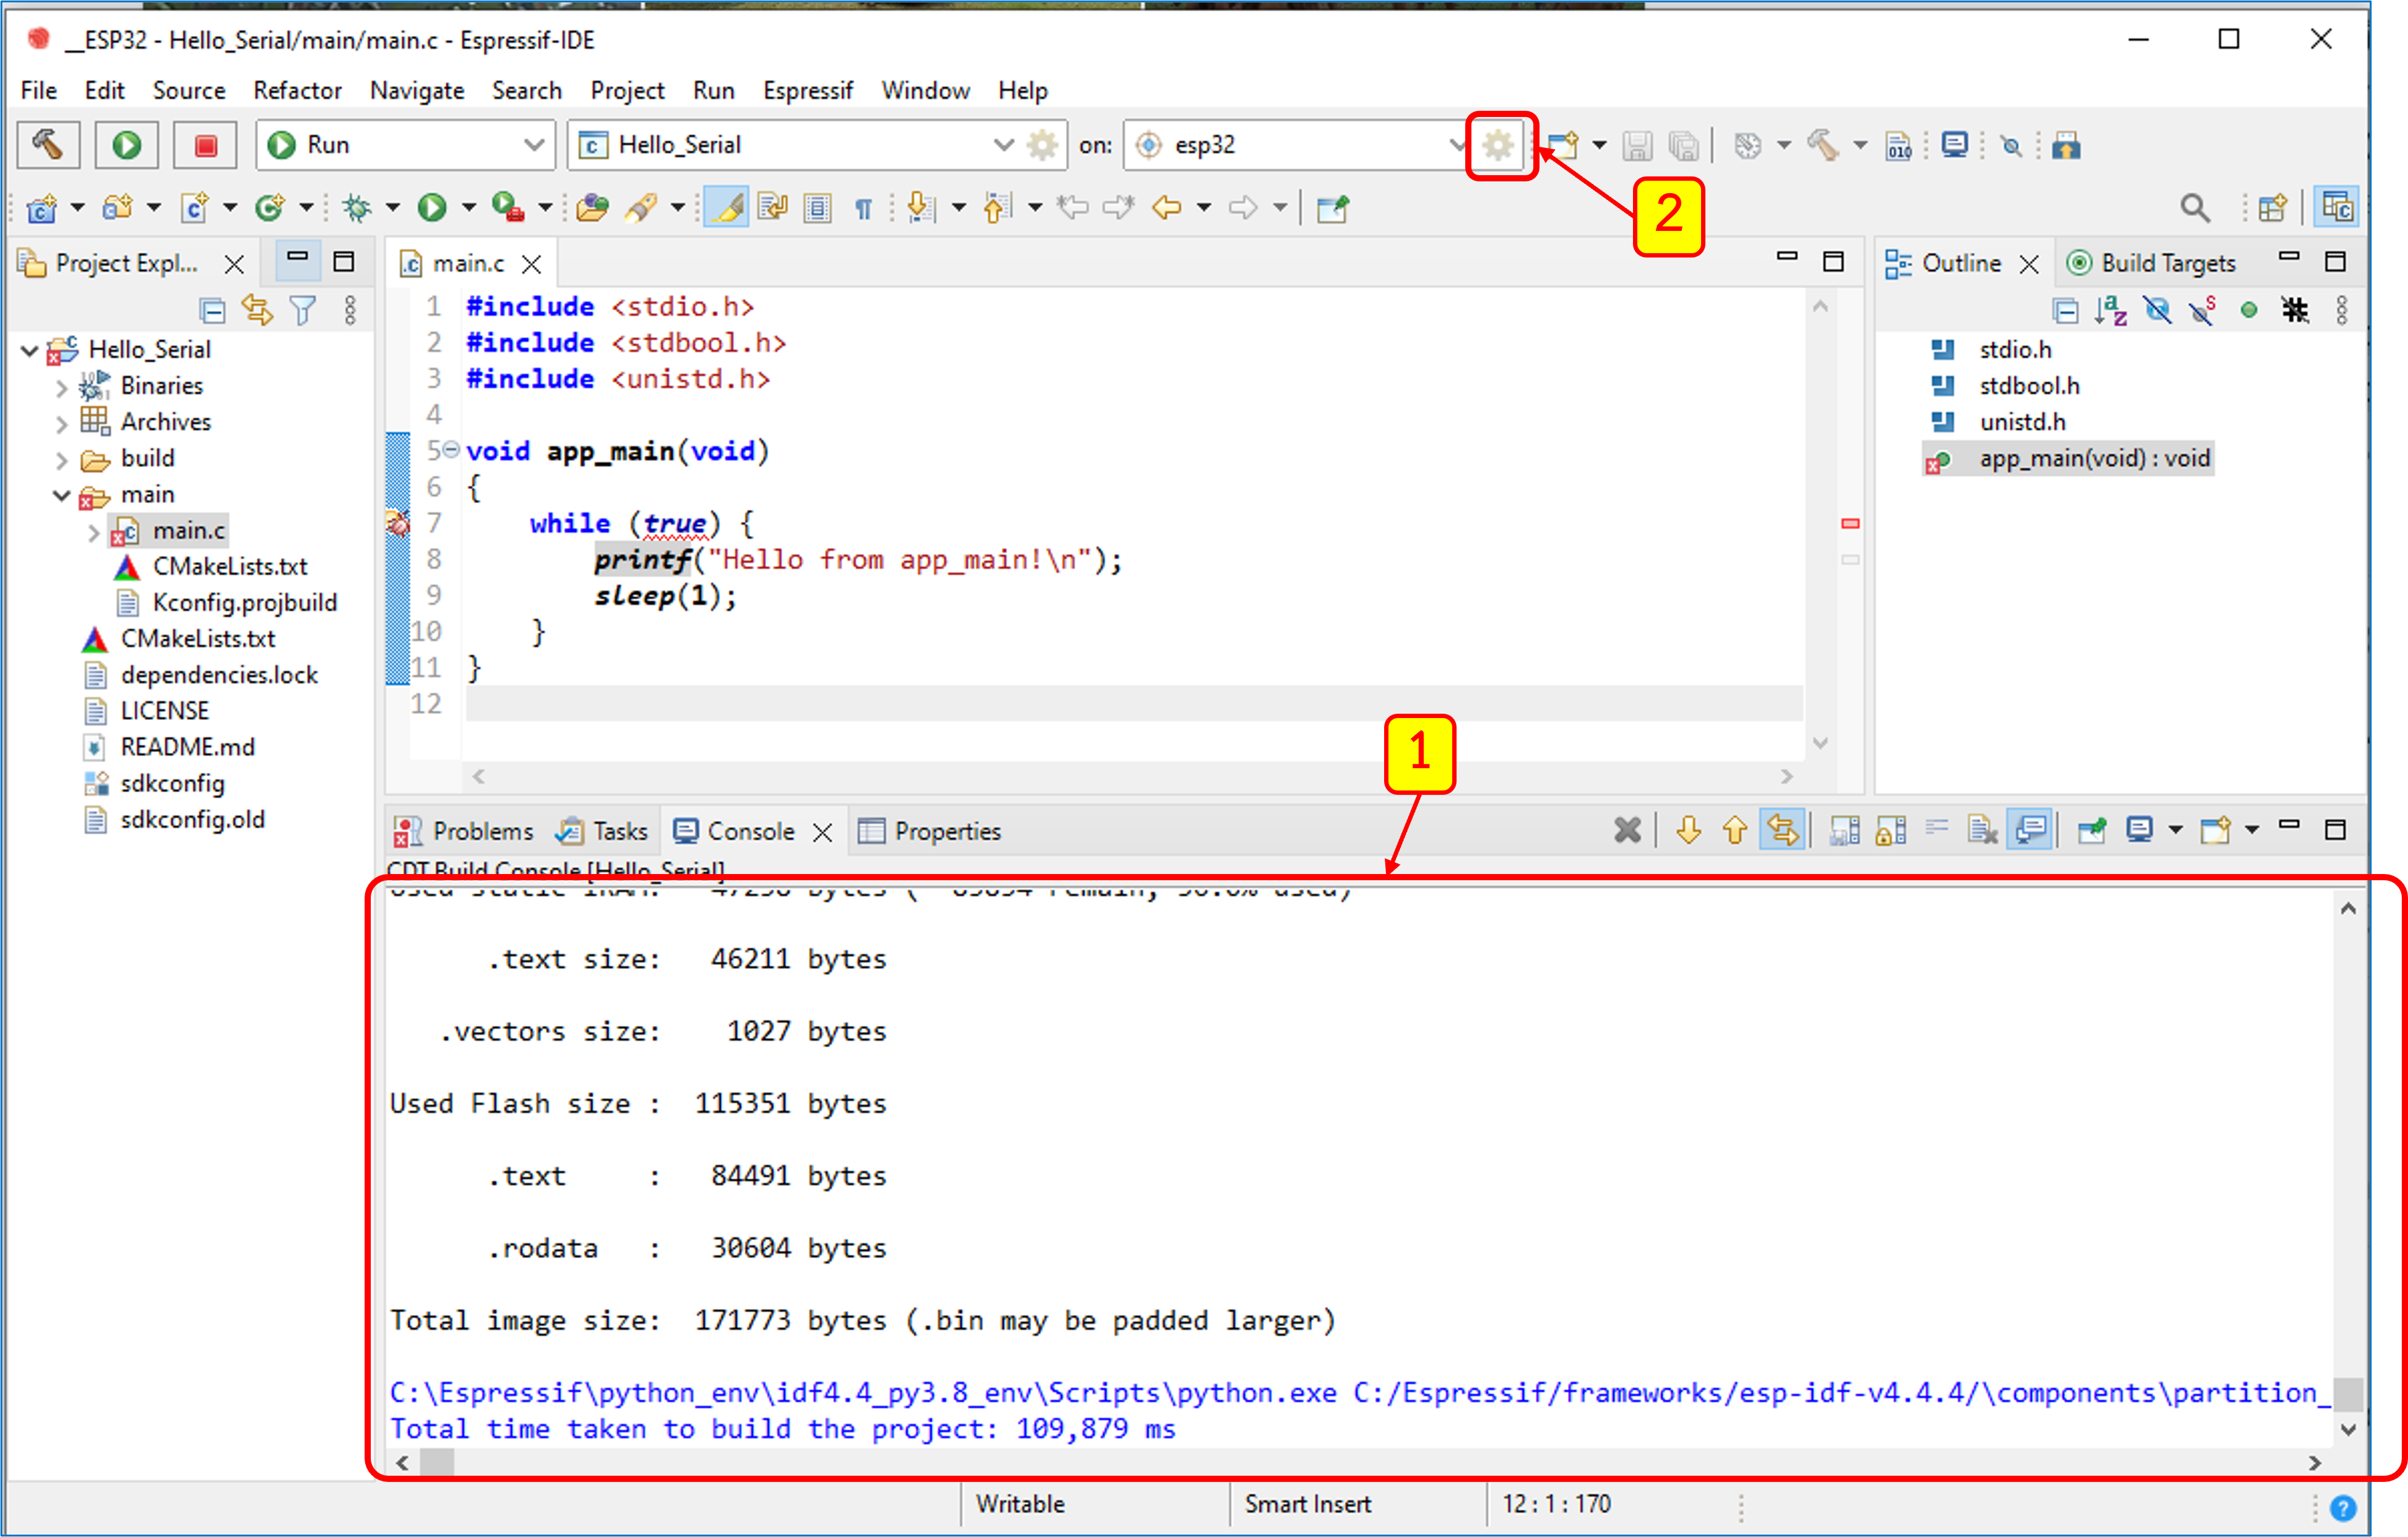 __ESP32 - Hello_Serial/main/main.c - Espressif-IDE
File Edit Source Refactor Navigate Search Project Run Espressif Window Help
Run Hello_Serial on: esp32
010
2
Project Expl...
main.c
Outline Build Targets
Hello_Serial
Binaries
Archives
build
main
main.c
CMakeLists.txt
Kconfig.projbuild
CMakeLists.txt
dependencies.lock
LICENSE
README.md
sdkconfig
sdkconfig.old
1 #include <stdio.h>
2 #include <stdbool.h>
3 #include <unistd.h>
4
5 void app_main(void)
6 {
7     while (true) {
8         printf("Hello from app_main!\n");
9         sleep(1);
10     }
11 }
12
stdio.h
stdbool.h
unistd.h
app_main(void) : void
1
Problems Tasks Console Properties
CDT Build Console [Hello_Serial]
Used static IRAM: bytes ( remain, used)
.text size: 46211 bytes
.vectors size: 1027 bytes
Used Flash size : 115351 bytes
.text : 84491 bytes
.rodata : 30604 bytes
Total image size: 171773 bytes (.bin may be padded larger)
C:\Espressif\python_env\idf4.4_py3.8_env\Scripts\python.exe C:/Espressif/frameworks/esp-idf-v4.4.4/\components\partition_
Total time taken to build the project: 109,879 ms
Writable Smart Insert 12 : 1 : 170